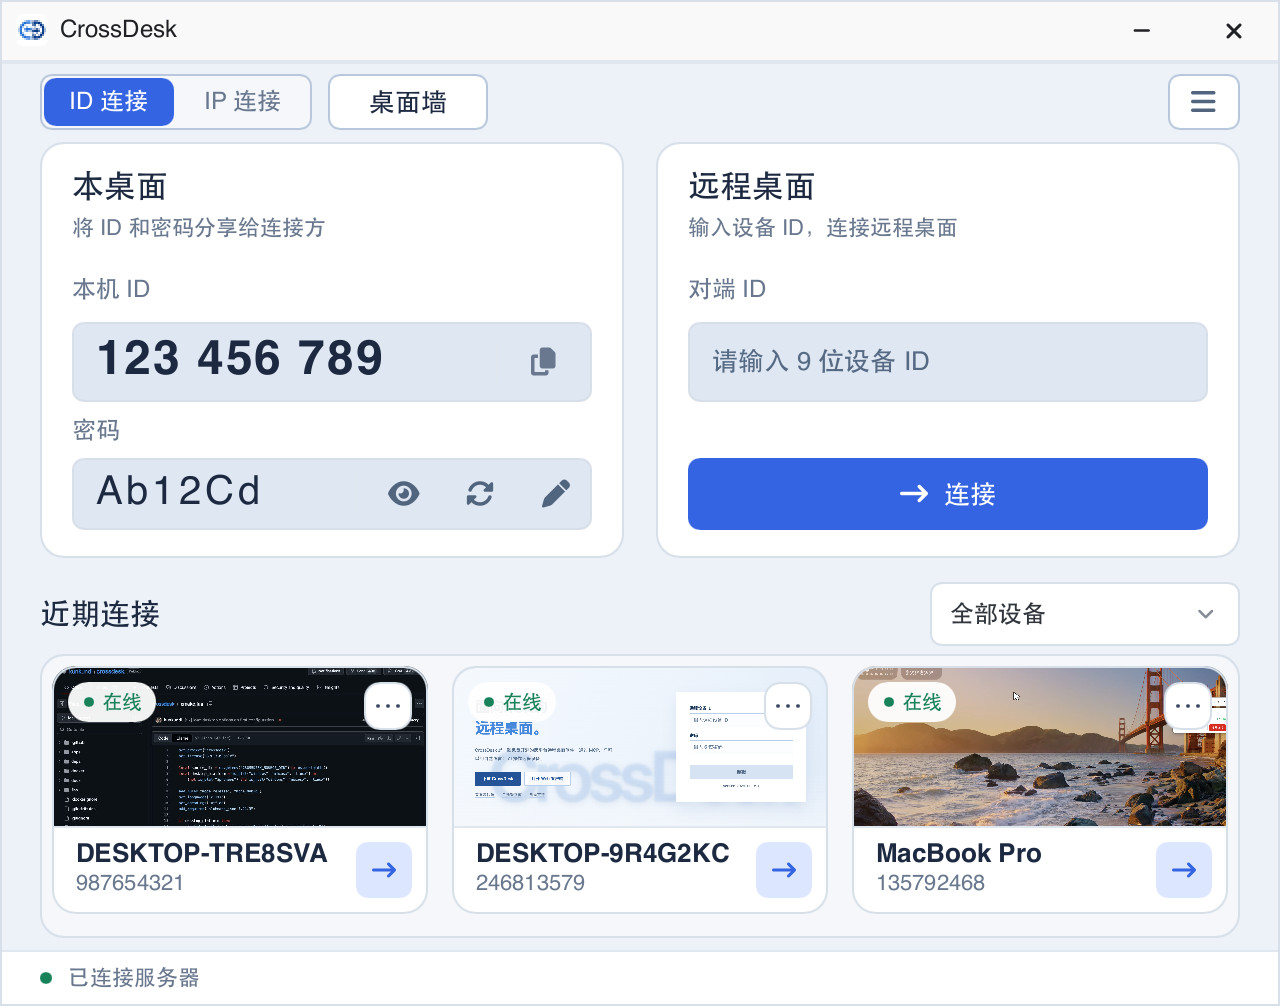 CrossDesk
ID 连接
IP 连接
桌面墙
本桌面
将 ID 和密码分享给连接方
本机 ID
123 456 789
密码
Ab12Cd
远程桌面
输入设备 ID，连接远程桌面
对端 ID
请输入 9 位设备 ID
连接
近期连接
全部设备
在线
DESKTOP-TRE8SVA
987654321
在线
远程桌面。
DESKTOP-9R4G2KC
246813579
在线
MacBook Pro
135792468
已连接服务器